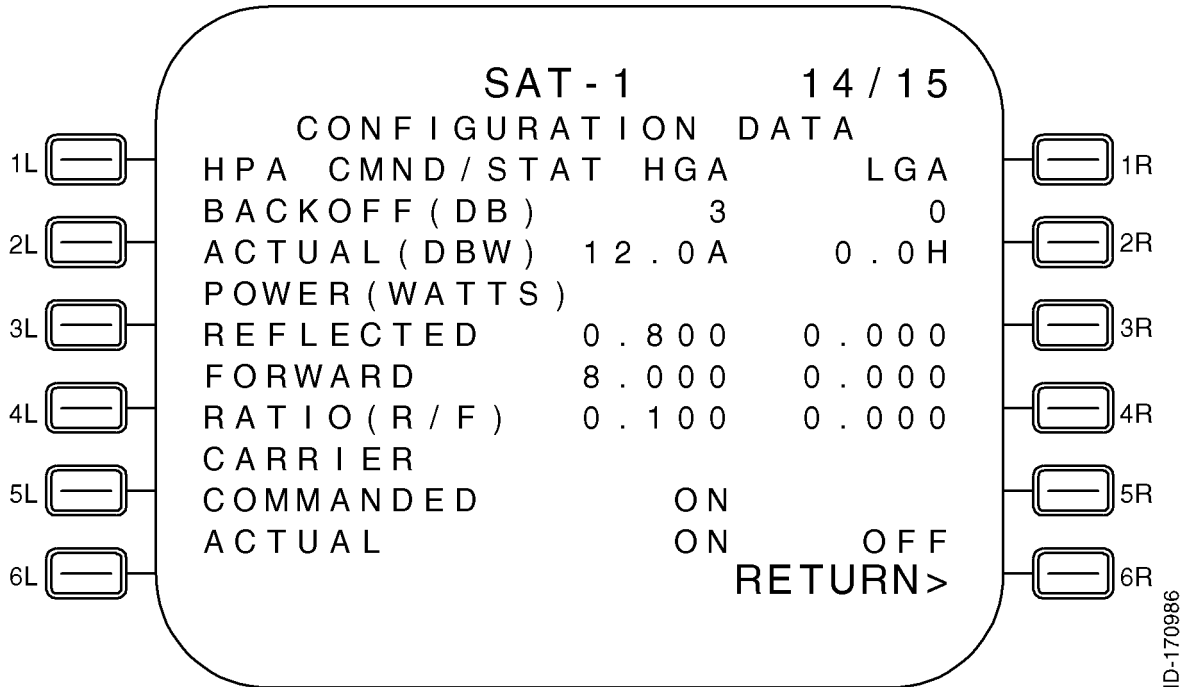 SAT-1 14/15
CONFIGURATION DATA
1L 1R
HPA CMND/STAT HGA LGA
BACKOFF(DB) 3 0
2L 2R
ACTUAL(DBW) 12.0A 0.0H
POWER(WATTS)
3L 3R
REFLECTED 0.800 0.000
FORWARD 8.000 0.000
4L 4R
RATIO(R/F) 0.100 0.000
CARRIER
5L 5R
COMMANDED ON
ACTUAL ON OFF
6L 6R
RETURN>
ID-170986